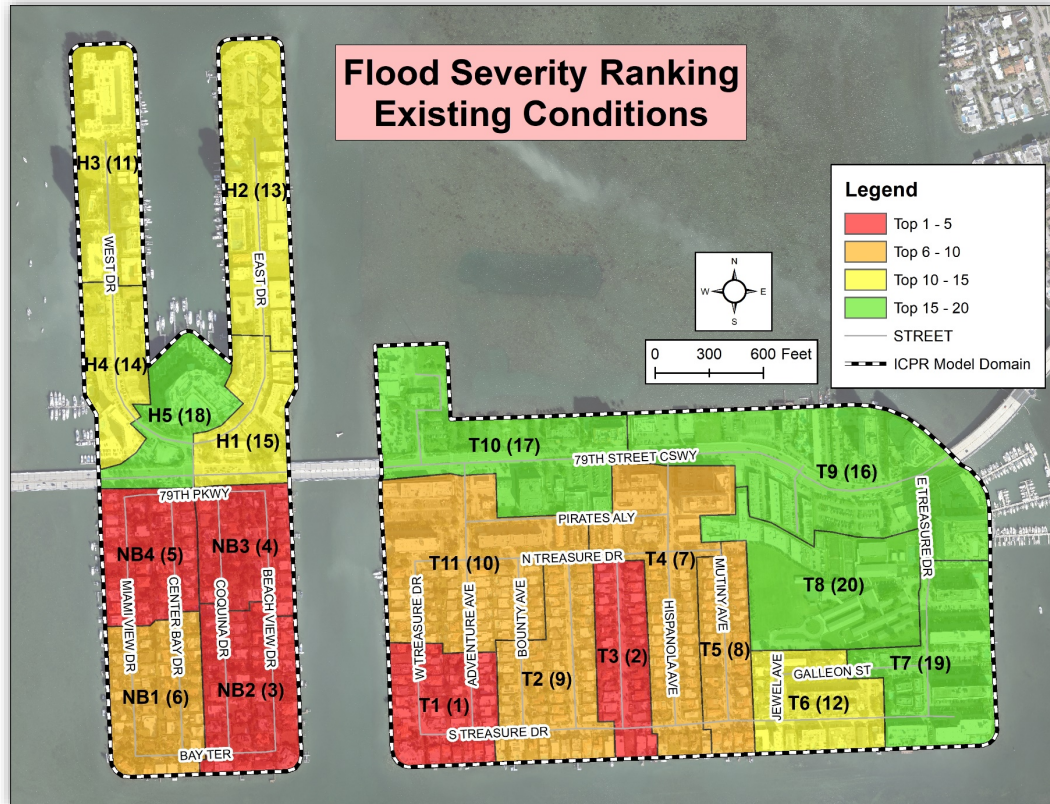 Flood Severity Ranking
Existing Conditions
H3 (11)
H2 (13)
WEST DR
EAST DR
H4 (14)
H5 (18)
H1 (15)
Legend
Top 1 - 5
Top 6 - 10
Top 10 - 15
Top 15 - 20
STREET
ICPR Model Domain
N
W
E
S
0
300
600 Feet
T10 (17)
79TH STREET CSWY
T9 (16)
E TREASURE DR
79TH PKWY
PIRATES ALY
NB4 (5)
NB3 (4)
T11 (10)
N TREASURE DR
T4 (7)
T8 (20)
MIAMI VIEW DR
CENTER BAY DR
COQUINA DR
BEACH VIEW DR
W TREASURE DR
ADVENTURE AVE
BOUNTY AVE
HISPANOLA AVE
MUTINY AVE
T3 (2)
T5 (8)
NB1 (6)
NB2 (3)
T1 (1)
T2 (9)
JEWEL AVE
GALLEON ST
T7 (19)
T6 (12)
S TREASURE DR
BAY TER